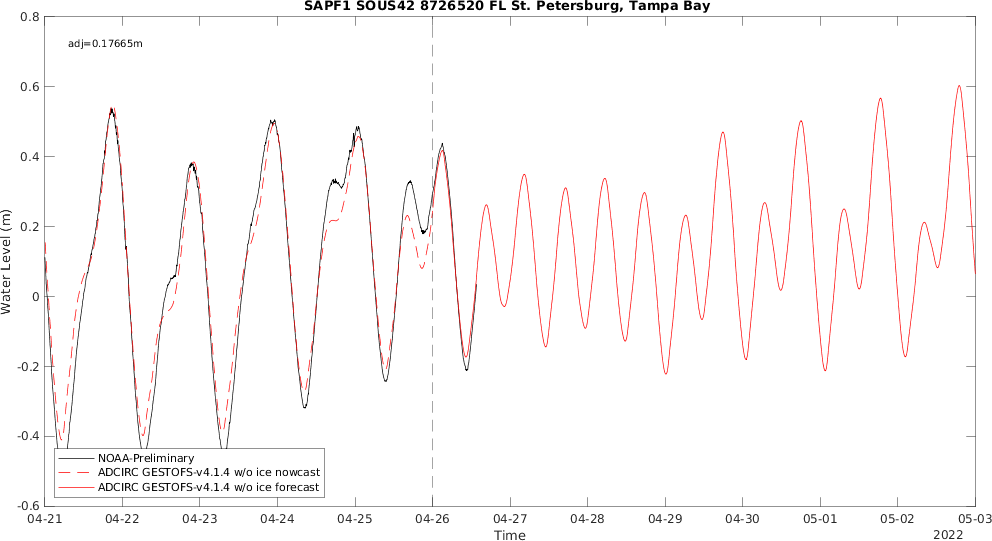 SAPF1 SOUS42 8726520 FL St. Petersburg, Tampa Bay
adj=0.17665m
Water Level (m)
0.8
0.6
0.4
0.2
0
-0.2
-0.4
-0.6
NOAA-Preliminary
ADCIRC GESTOFS-v4.1.4 w/o ice nowcast
ADCIRC GESTOFS-v4.1.4 w/o ice forecast
04-21 04-22 04-23 04-24 04-25 04-26 04-27 04-28 04-29 04-30 05-01 05-02 05-03
Time
2022